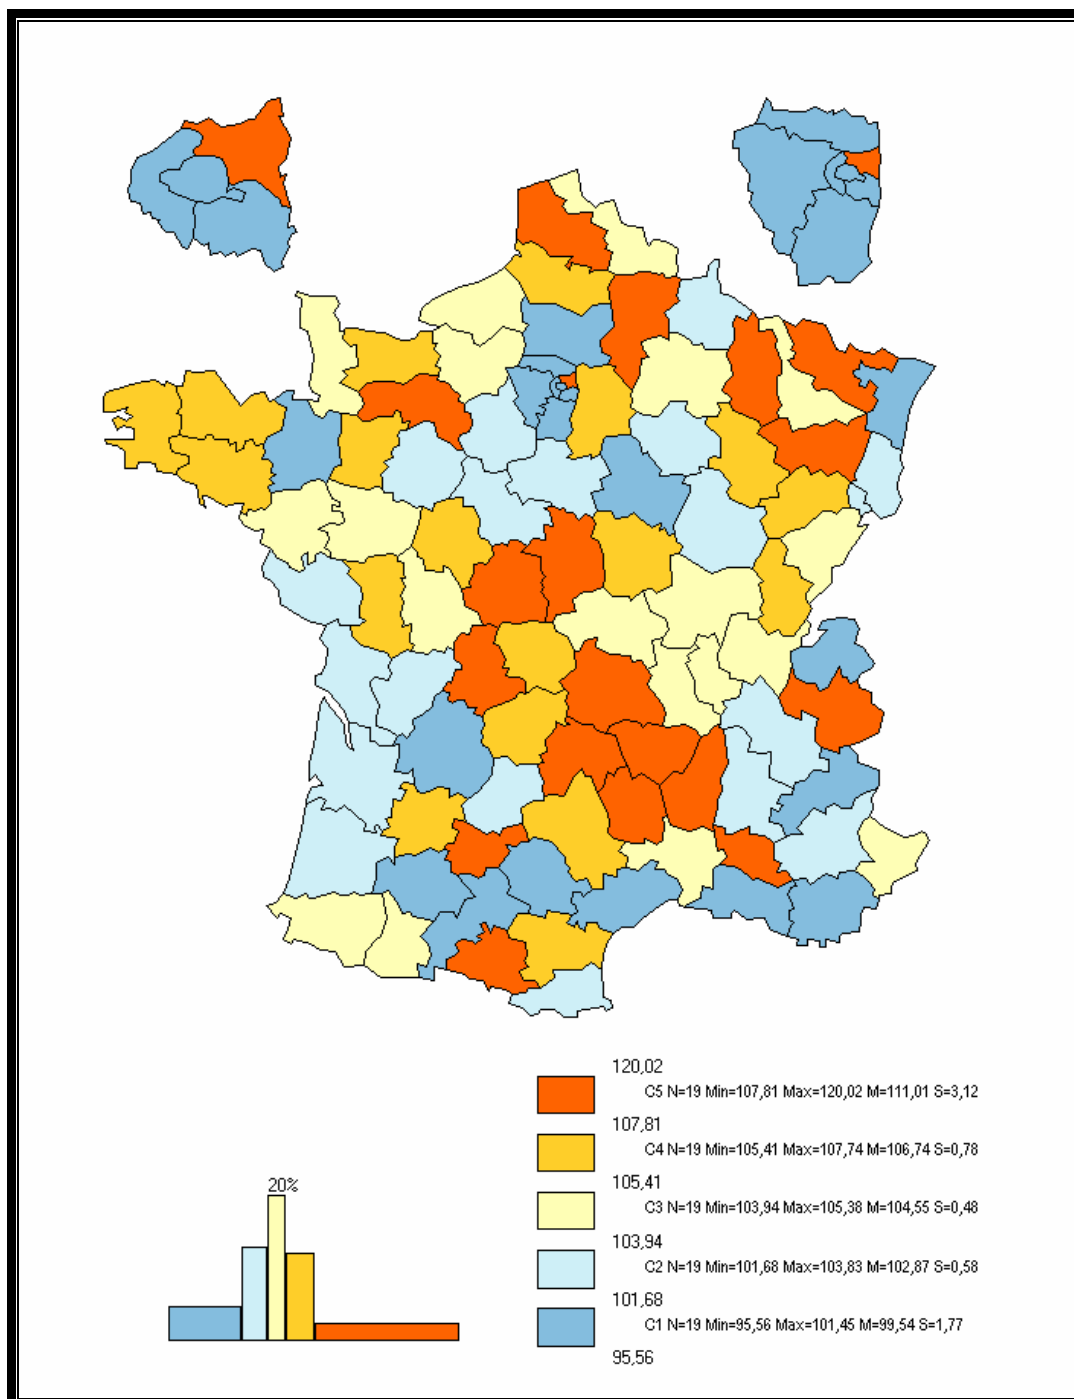 120,02
C5 N=19 Min=107,81 Max=120,02 M=111,01 S=3,12
107,81
C4 N=19 Min=105,41 Max=107,74 M=106,74 S=0,78
105,41
C3 N=19 Min=103,94 Max=105,38 M=104,55 S=0,48
103,94
C2 N=19 Min=101,68 Max=103,83 M=102,87 S=0,58
101,68
C1 N=19 Min=95,56 Max=101,45 M=99,54 S=1,77
95,56
20%